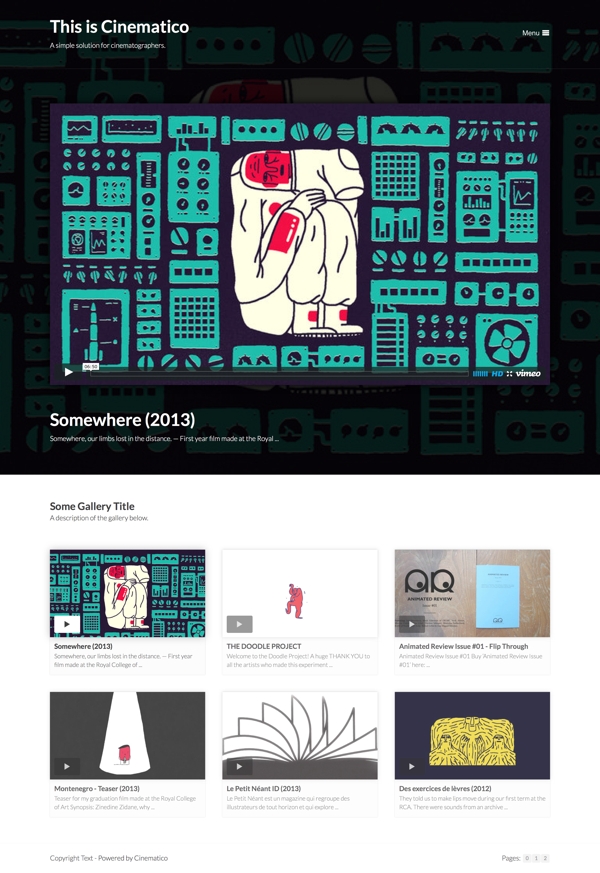 This is Cinematico
Menu
A simple solution for cinematographers.
06:50
HD
vimeo
Somewhere (2013)
Somewhere, our limbs lost in the distance. — First year film made at the Royal ...
Some Gallery Title
A description of the gallery below.
ANIMATED REVIEW
Somewhere (2013)
Somewhere, our limbs lost in the distance. — First year
film made at the Royal College of ...
THE DOODLE PROJECT
Welcome to the Doodle Project! A huge THANK YOU to
all the artists who made this experiment ...
Animated Review Issue #01 - Flip Through
Animated Review Issue #01 Buy 'Animated Review Issue
#01' here: ...
Montenegro - Teaser (2013)
Teaser for my graduation film made at the Royal College
of Art Synopsis: Zinedine Zidane, why ...
Le Petit Néant ID (2013)
Le Petit Néant est un magazine qui regroupe des
illustrateurs de tout horizon et qui explore ...
Des exercices de lèvres (2012)
They told us to make lips move during our first term at the
RCA. There were sounds from an archive ...
Copyright Text - Powered by Cinematico
Pages: 0 1 2